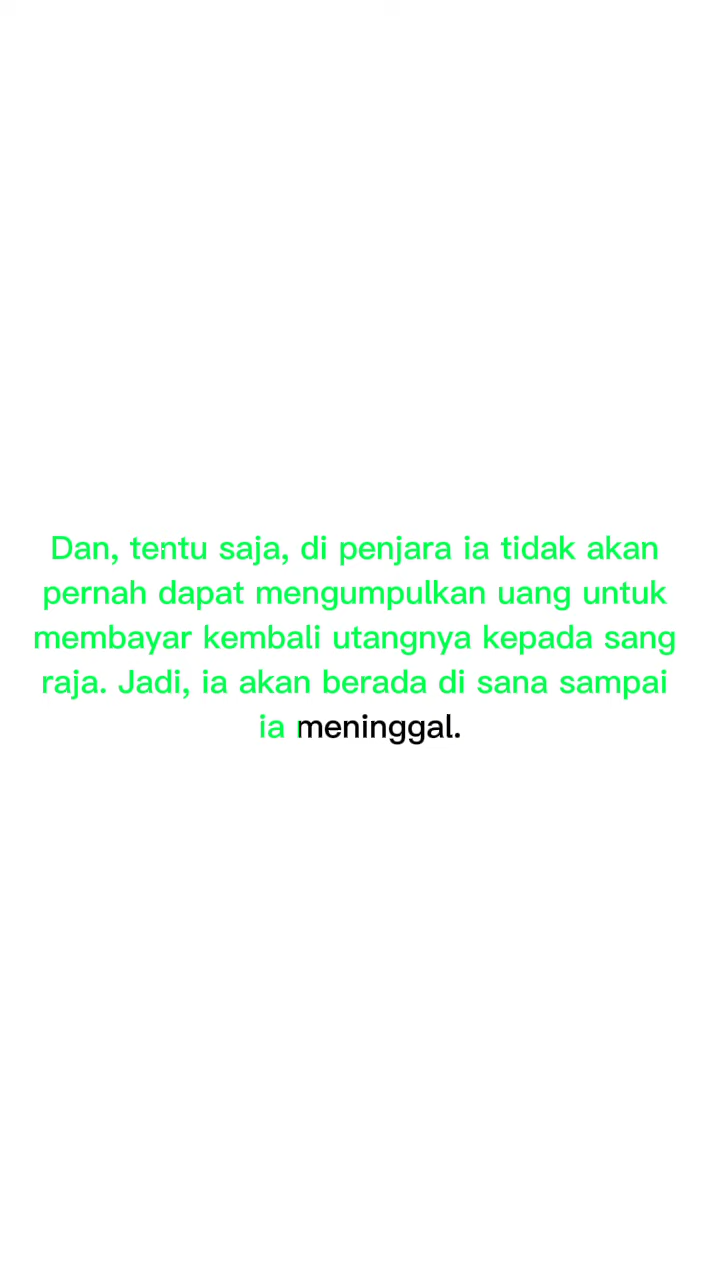 Dan, tentu saja, di penjara ia tidak akan
pernah dapat mengumpulkan uang untuk
membayar kembali utangnya kepada sang
raja. Jadi, ia akan berada di sana sampai
ia meninggal.